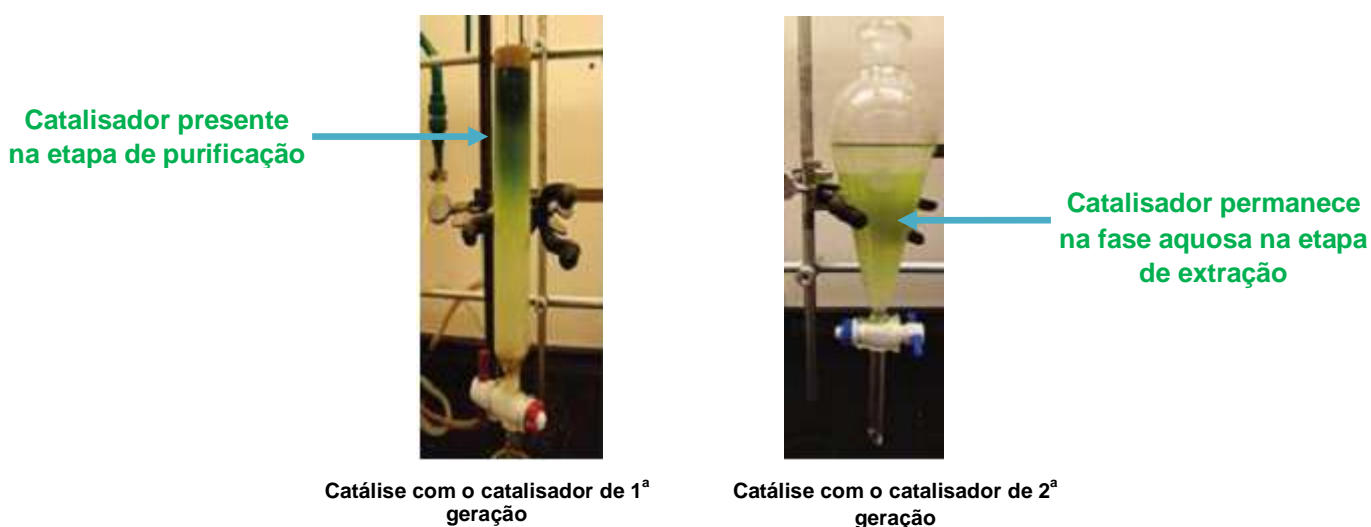 Catalisador presente
na etapa de purificação
Catalisador permanece
na fase aquosa na etapa
de extração
Catálise com o catalisador de 1ª
geração
Catálise com o catalisador de 2ª
geração